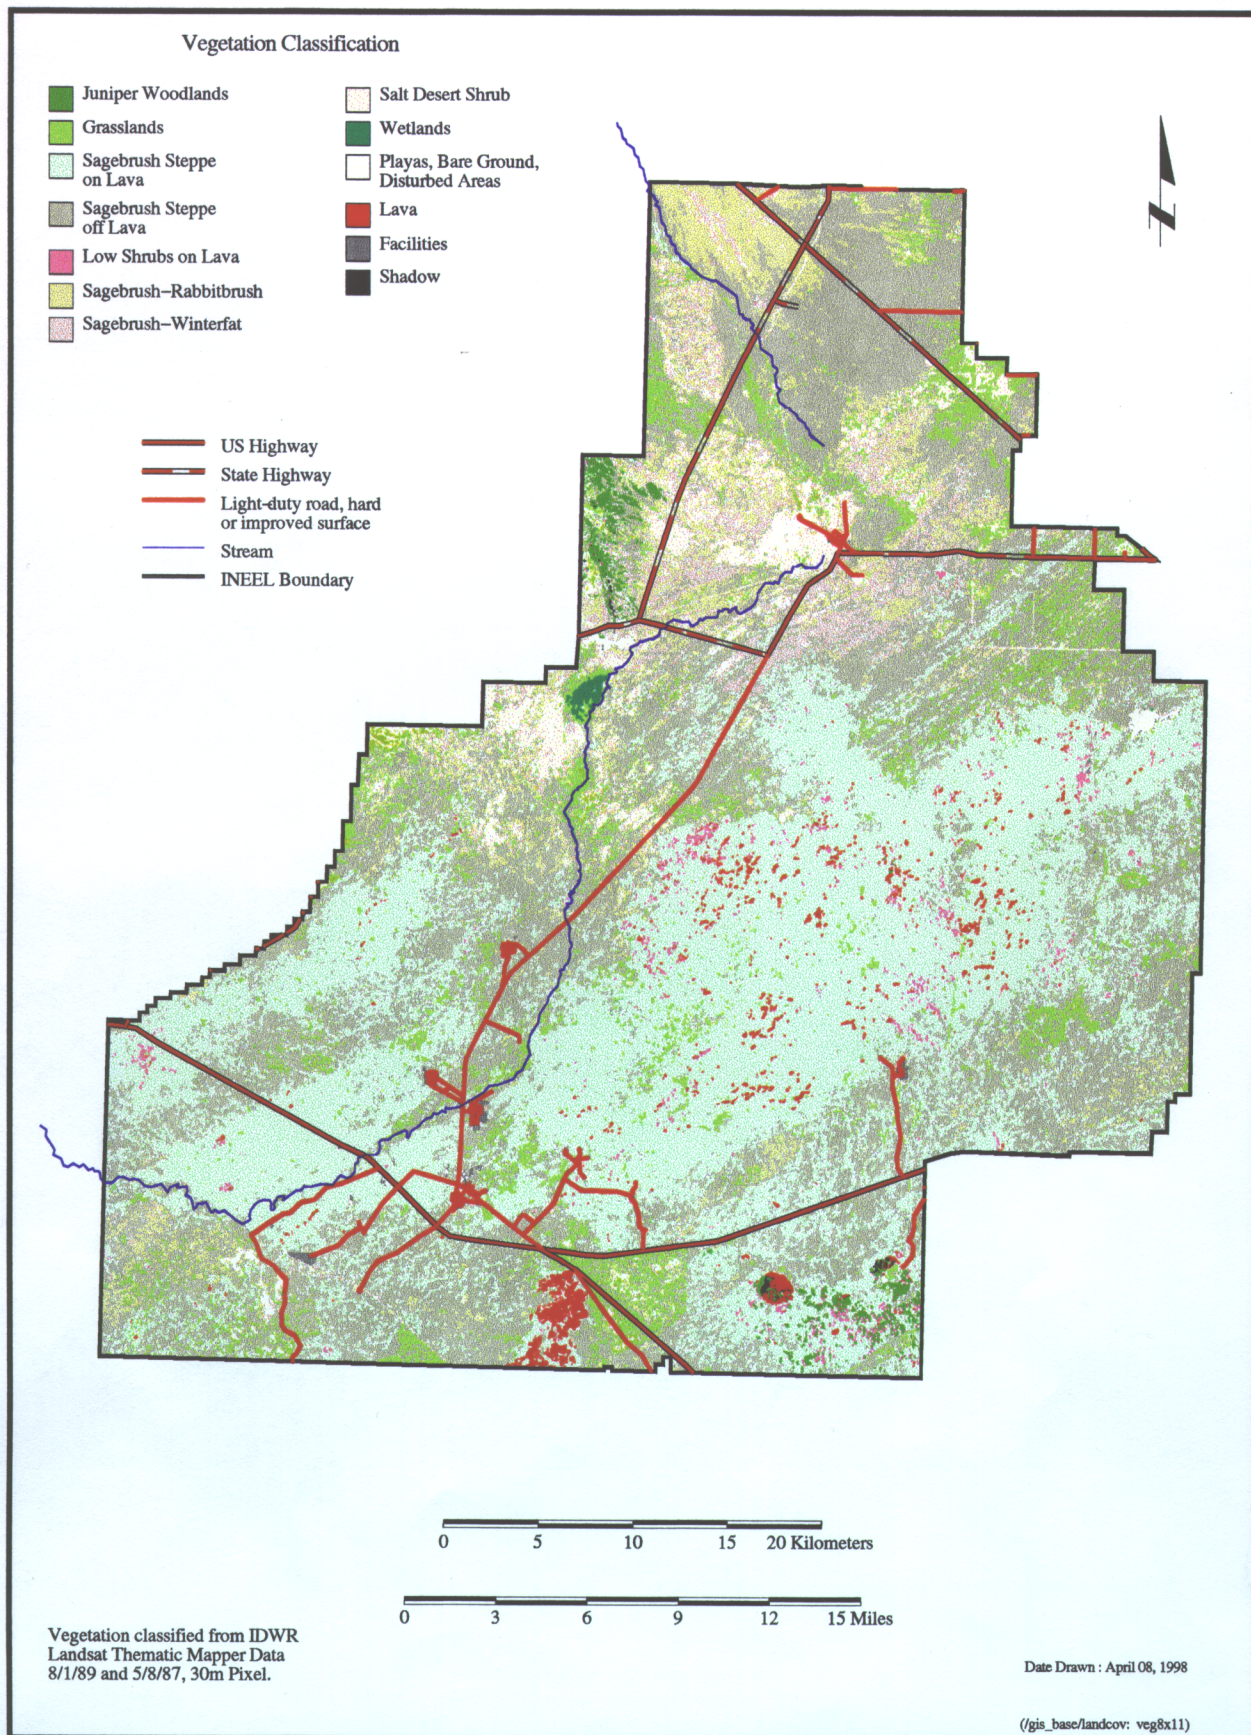 Vegetation Classification
Juniper Woodlands
Grasslands
Sagebrush Steppe
on Lava
Sagebrush Steppe
off Lava
Low Shrubs on Lava
Sagebrush-Rabbitbrush
Sagebrush-Winterfat
Salt Desert Shrub
Wetlands
Playas, Bare Ground,
Disturbed Areas
Lava
Facilities
Shadow
N
US Highway
State Highway
Light-duty road, hard
or improved surface
Stream
INEEL Boundary
0 5 10 15 20 Kilometers
0 3 6 9 12 15 Miles
Vegetation classified from IDWR
Landsat Thematic Mapper Data
8/1/89 and 5/8/87, 30m Pixel.
Date Drawn : April 08, 1998
(/gis_base/landcov: veg8x11)